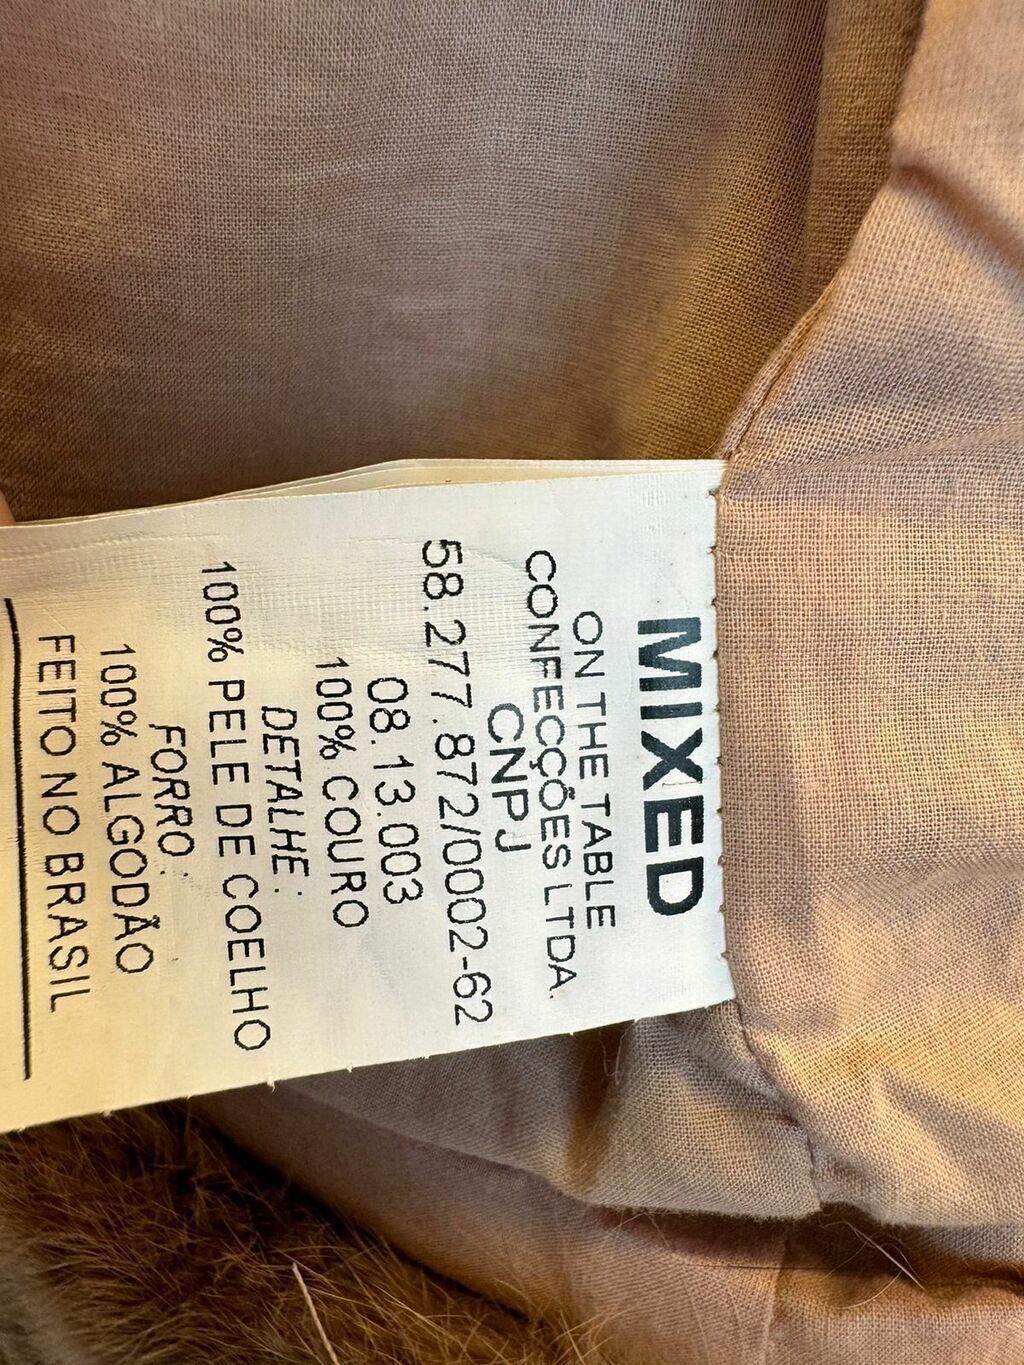 MIXED
ON THE TABLE
CONFECÇÕES LTDA.
CNPJ
58.277.872/0002-62
08.13.003
100% COURO
DETALHE:
100% PELE DE COELHO
FORRO:
100% ALGODÃO
FEITO NO BRASIL